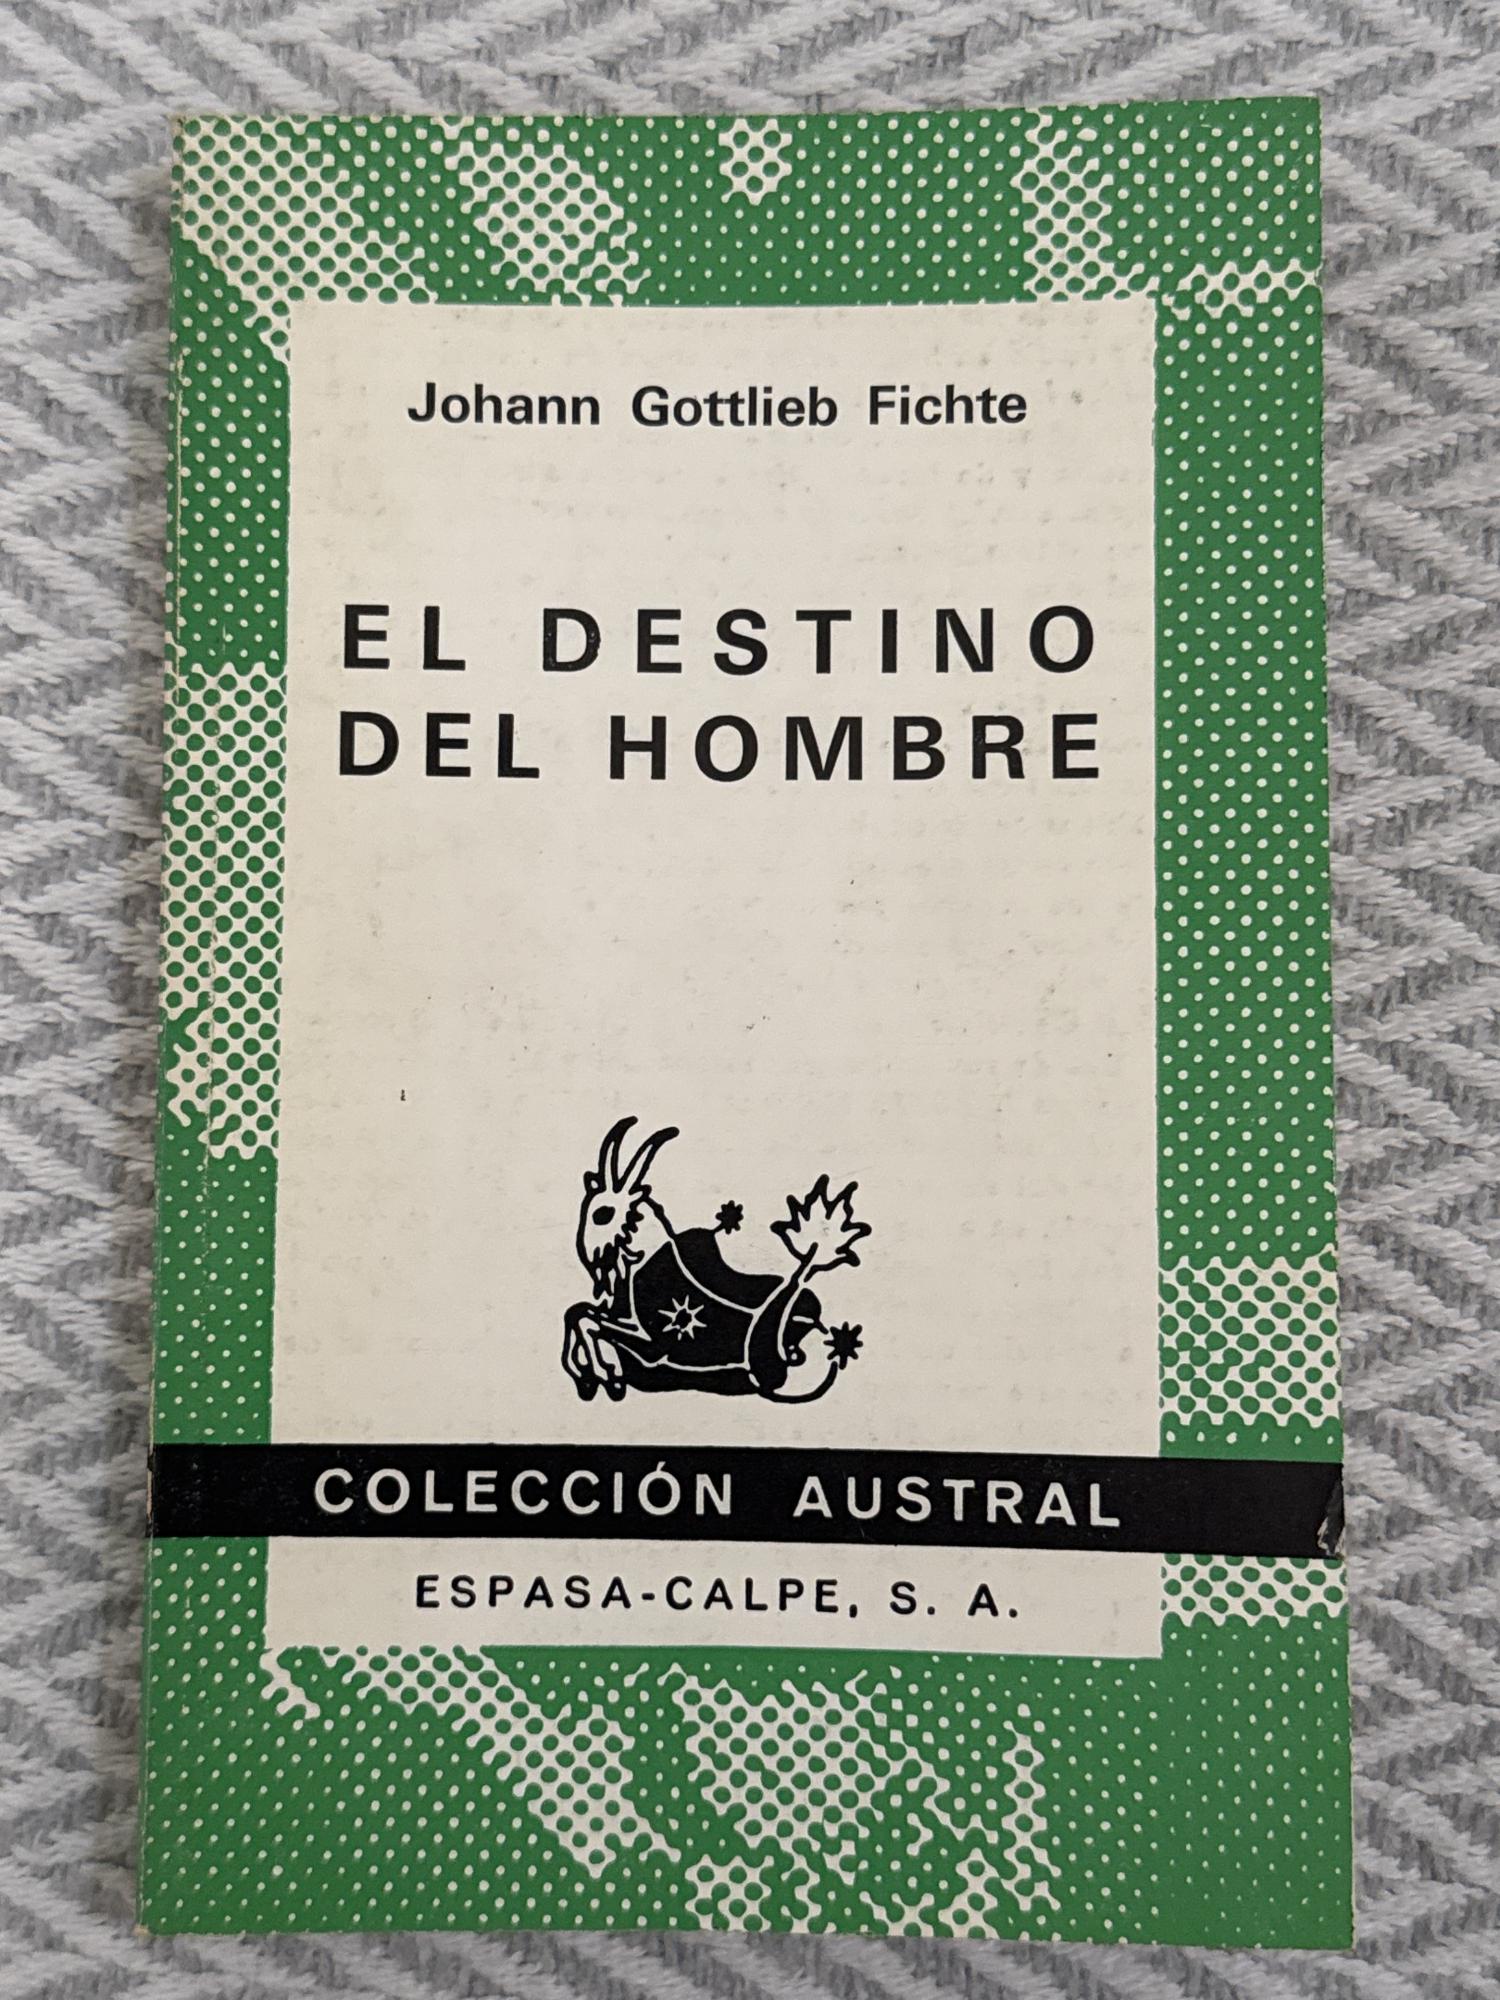 Johann Gottlieb Fichte
EL DESTINO
DEL HOMBRE
COLECCIÓN AUSTRAL
ESPASA-CALPE, S. A.